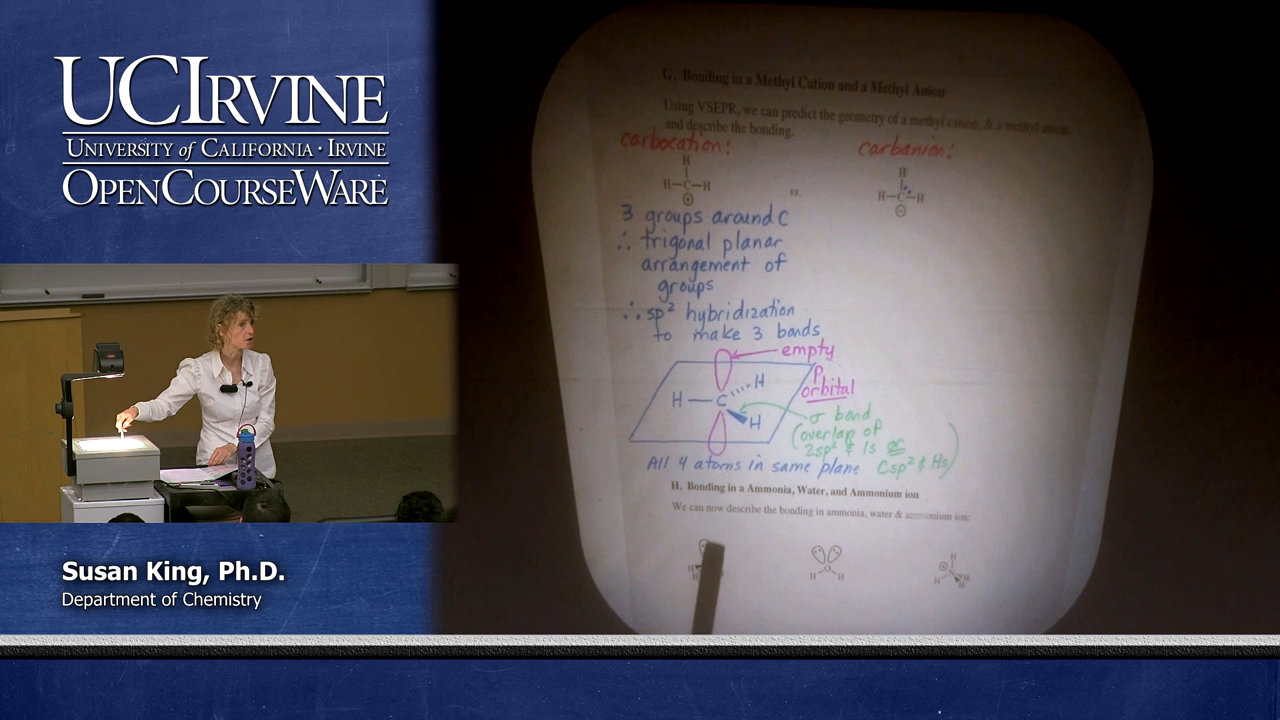 UCIRVINE
UNIVERSITY of CALIFORNIA · IRVINE
OPENCOURSEWARE
Susan King, Ph.D.
Department of Chemistry
G. Bonding in a Methyl Cation and a Methyl Anion
Using VSEPR, we can predict the geometry of a methyl cation, & a methyl anion
and describe the bonding.
carbocation:
carbanion:
H
H—C—H
⊕
vs.
H
H—C—H
⊖
3 groups around C
∴ trigonal planar
arrangement of
groups
∴ sp² hybridization
to make 3 bonds
empty
p
orbital
H
H — C
H
σ bond
(overlap of
2sp² & 1s or
Csp² & Hs)
All 4 atoms in same plane
H. Bonding in a Ammonia, Water, and Ammonium ion
We can now describe the bonding in ammonia, water & ammonium ion:
H
H
H O H
H
⊕
H N H
H